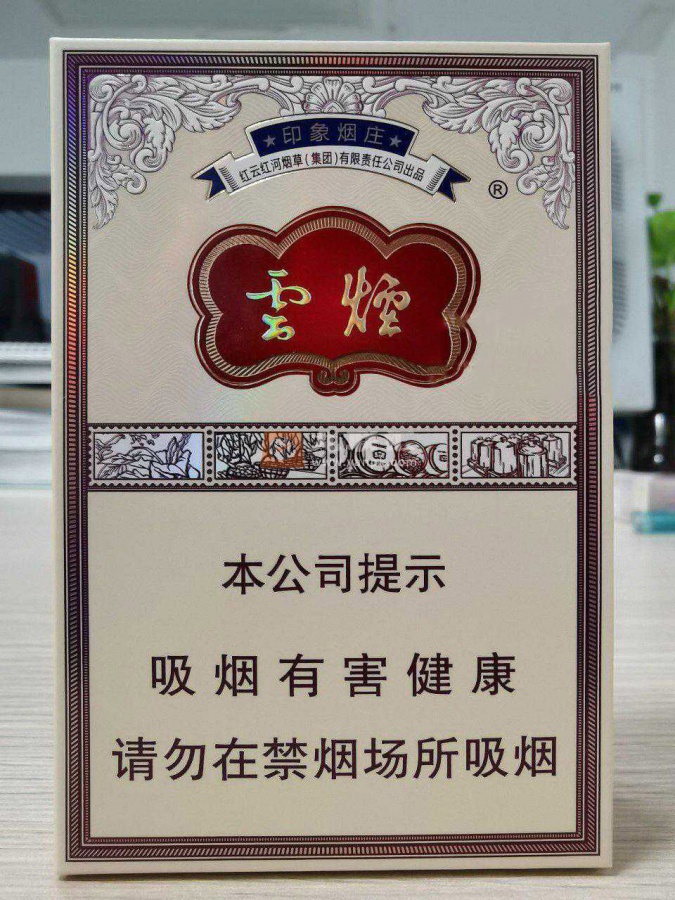 印象烟庄
红云红河烟草(集团)有限责任公司出品
®
雲煙
本公司提示
吸烟有害健康
请勿在禁烟场所吸烟